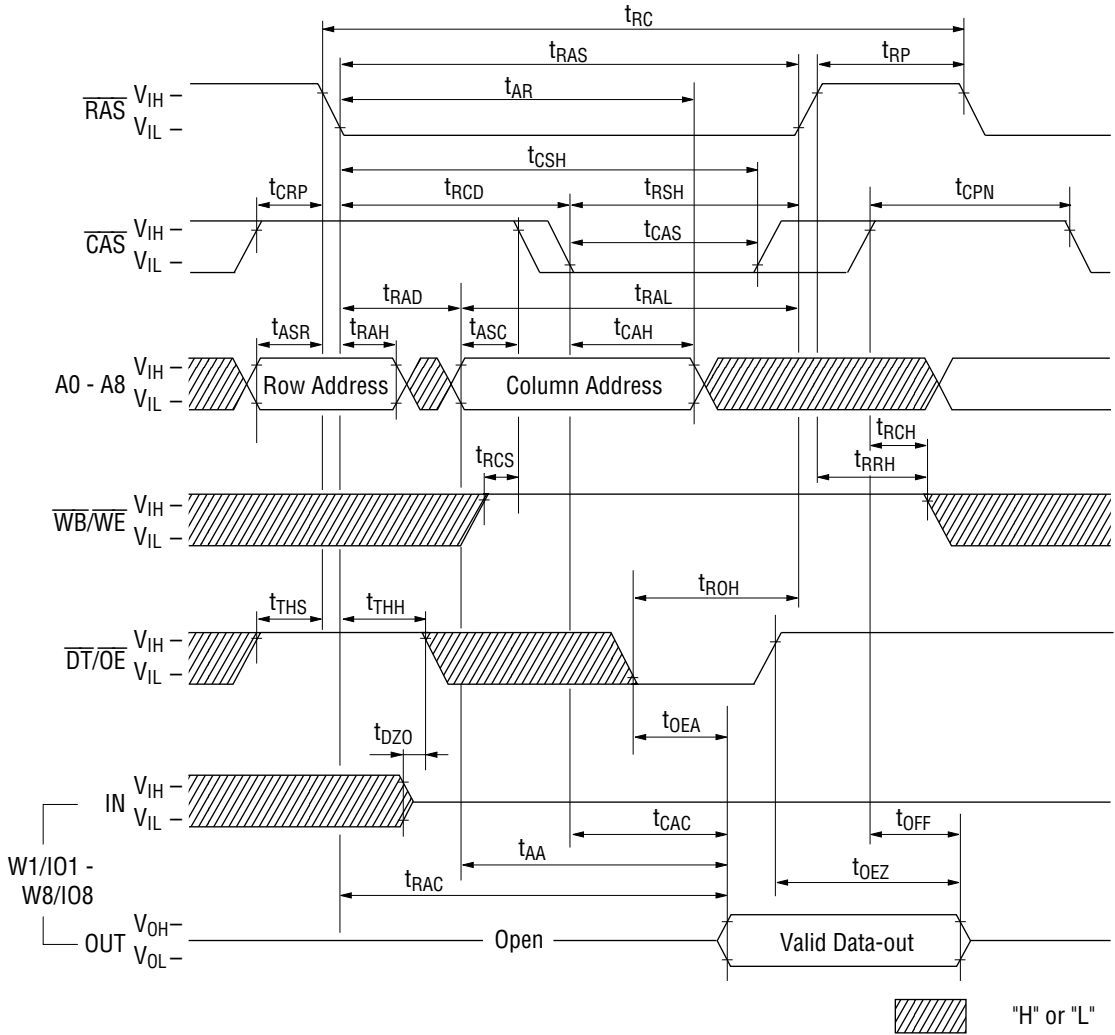 tRC
tRAS
tRP
tAR
RAS
VIH
VIL
tCSH
tCRP
tRCD
tRSH
tCPN
CAS
VIH
VIL
tCAS
tRAD
tRAL
tASR
tRAH
tASC
tCAH
A0 - A8
VIH
VIL
Row Address
Column Address
tRCH
tRCS
tRRH
WB/WE
VIH
VIL
tROH
tTHS
tTHH
DT/OE
VIH
VIL
tOEA
tDZO
IN
VIH
VIL
tCAC
tOFF
tAA
tOEZ
W1/IO1 -
W8/IO8
tRAC
OUT
VOH
VOL
Open
Valid Data-out
"H" or "L"